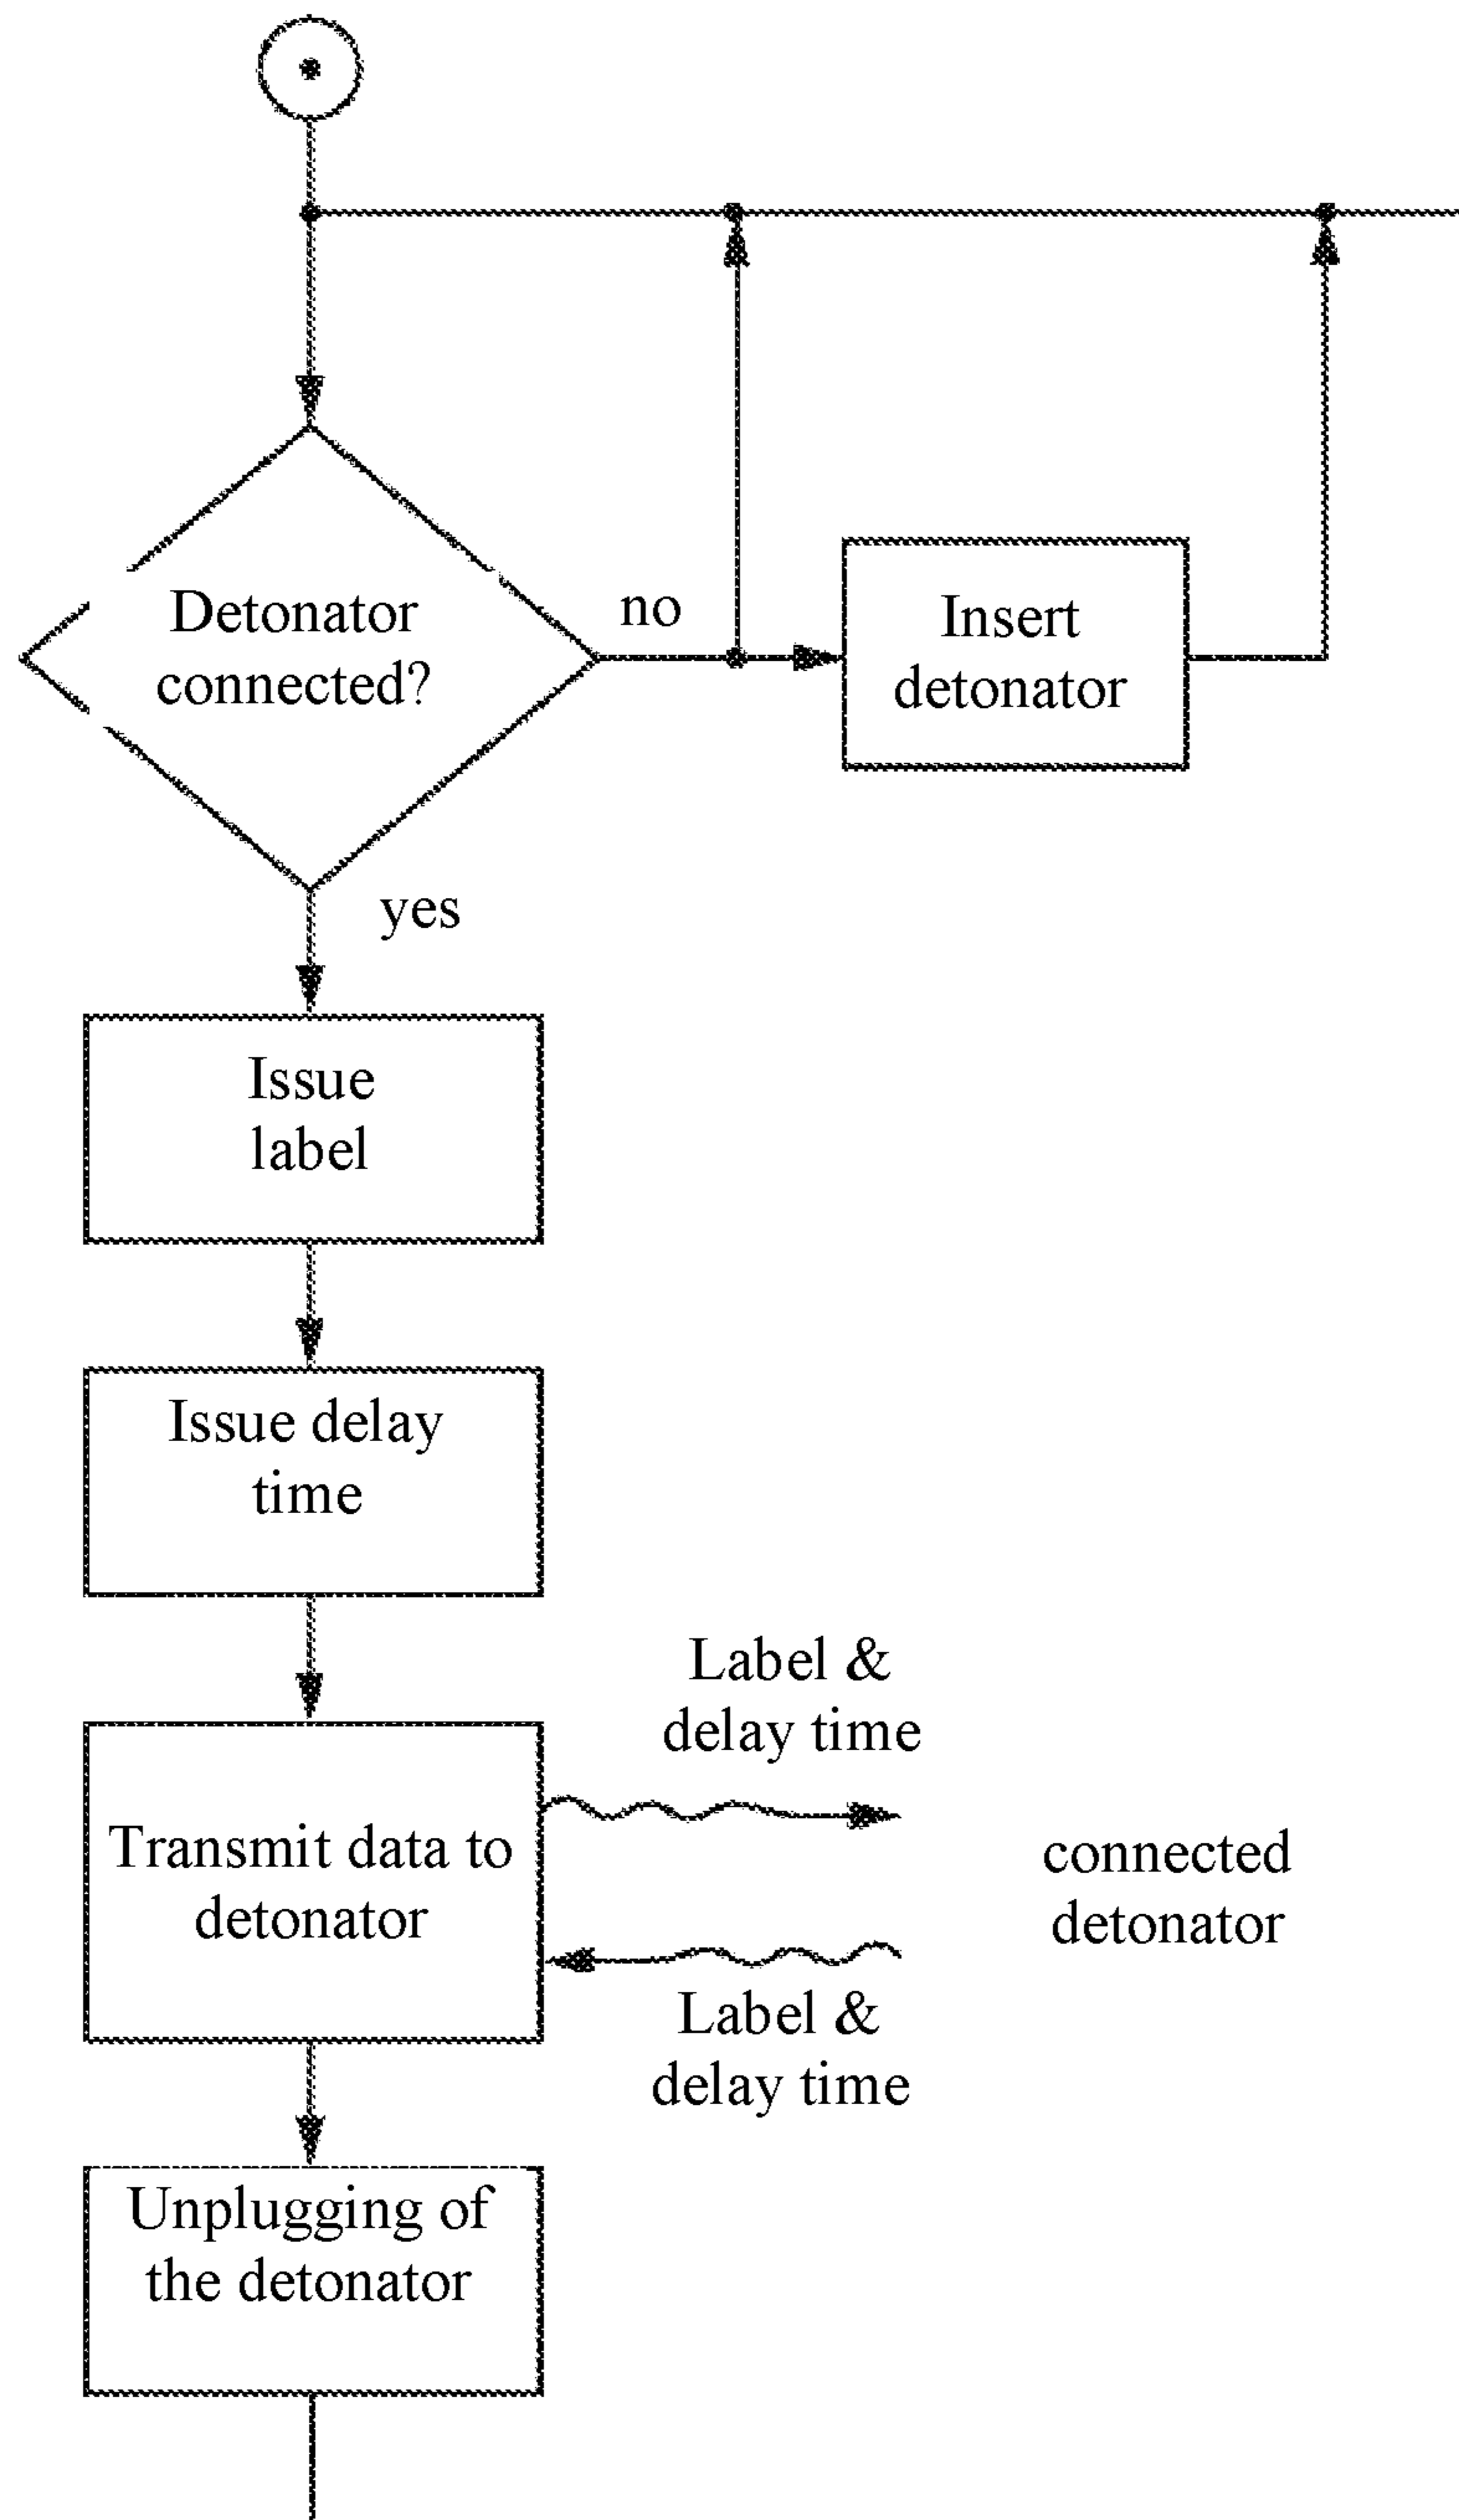 Detonator
connected?
no
Insert
detonator
yes
Issue
label
Issue delay
time
Label &
delay time
Transmit data to
detonator
connected
detonator
Label &
delay time
Unplugging of
the detonator